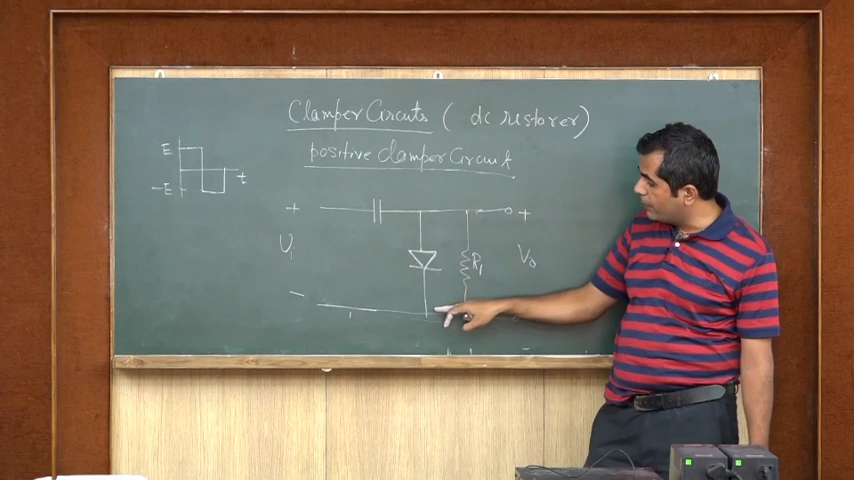 Clamper Circuits ( dc restorer)
positive clamper Circuit
E
-E
t
+
+
Vi
R1
Vo
-
-